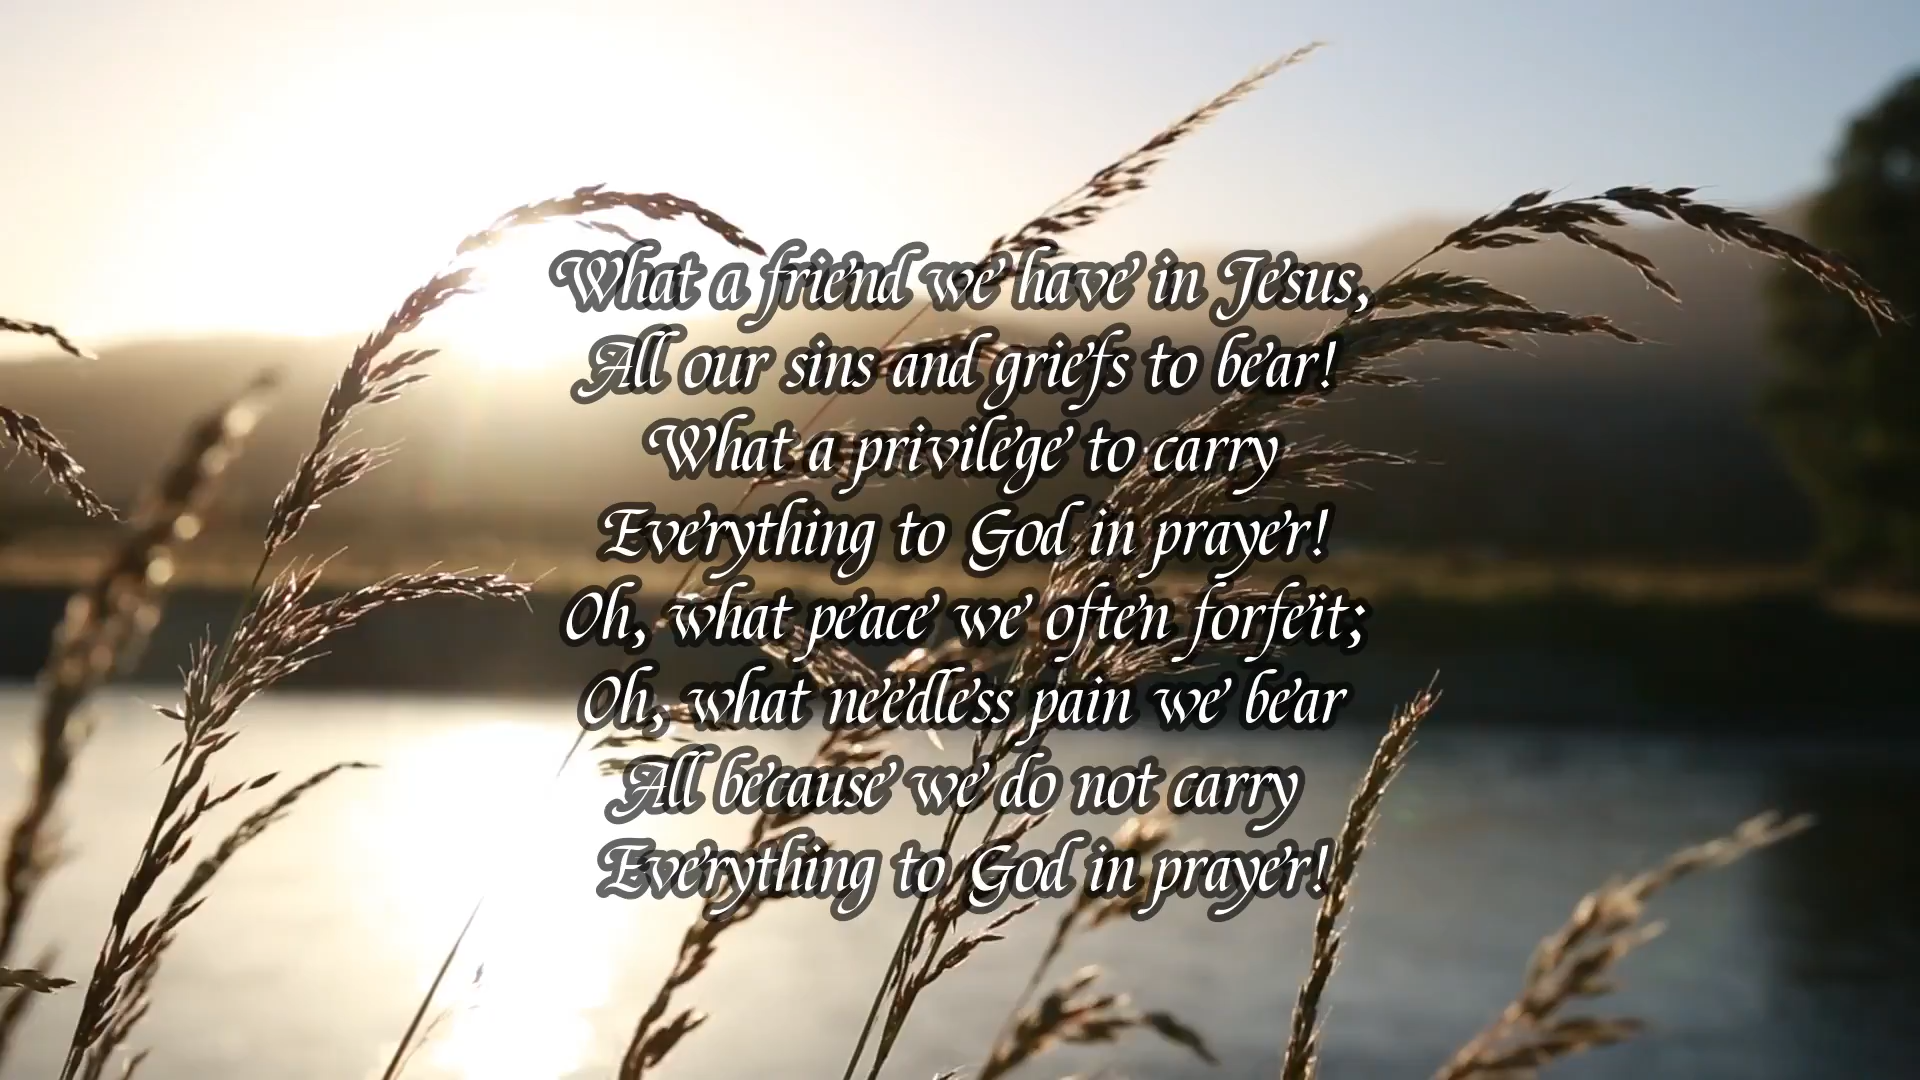 What a friend we have in Jesus,
All our sins and griefs to bear!
What a privilege to carry
Everything to God in prayer!
Oh, what peace we often forfeit;
Oh, what needless pain we bear
All because we do not carry
Everything to God in prayer!